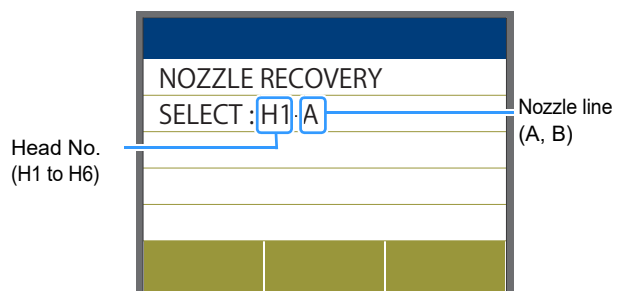 NOZZLE RECOVERY
SELECT : H1-A
Head No.
(H1 to H6)
Nozzle line
(A, B)